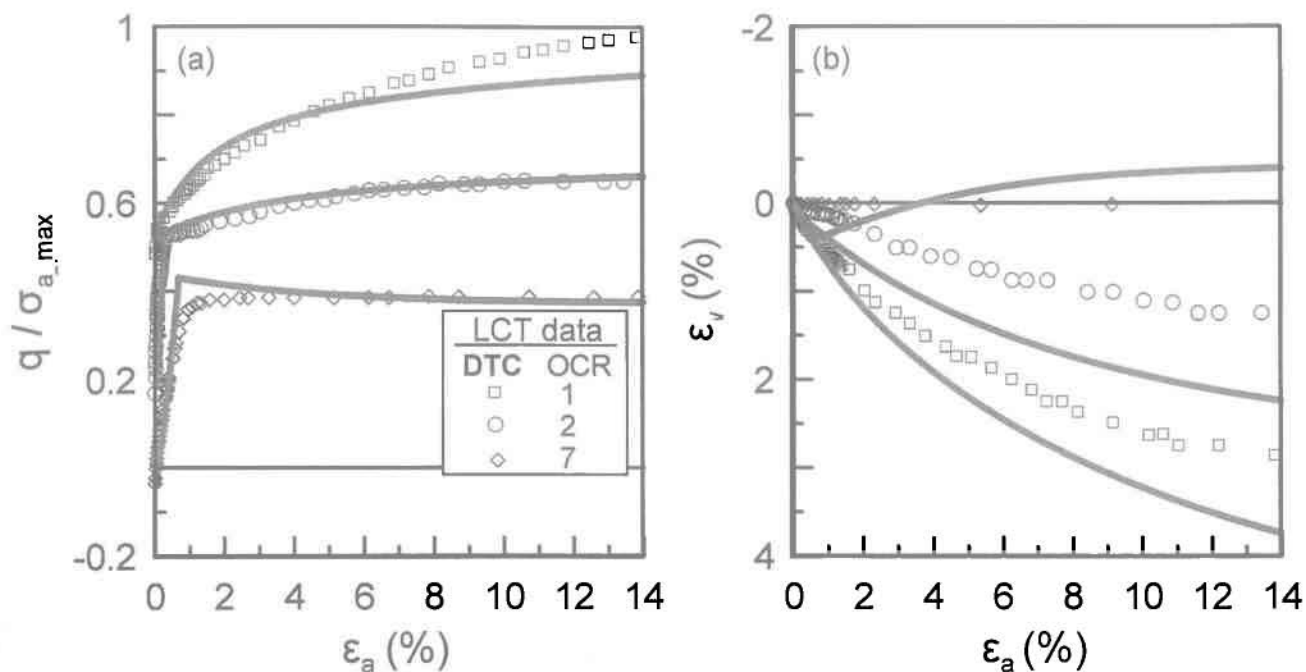 1
(a)
0.6
0.2
-0.2
q / σa_max
LCT data
DTC OCR
1
2
7
0 2 4 6 8 10 12 14
εa (%)
-2
(b)
0
2
4
εv (%)
0 2 4 6 8 10 12 14
εa (%)